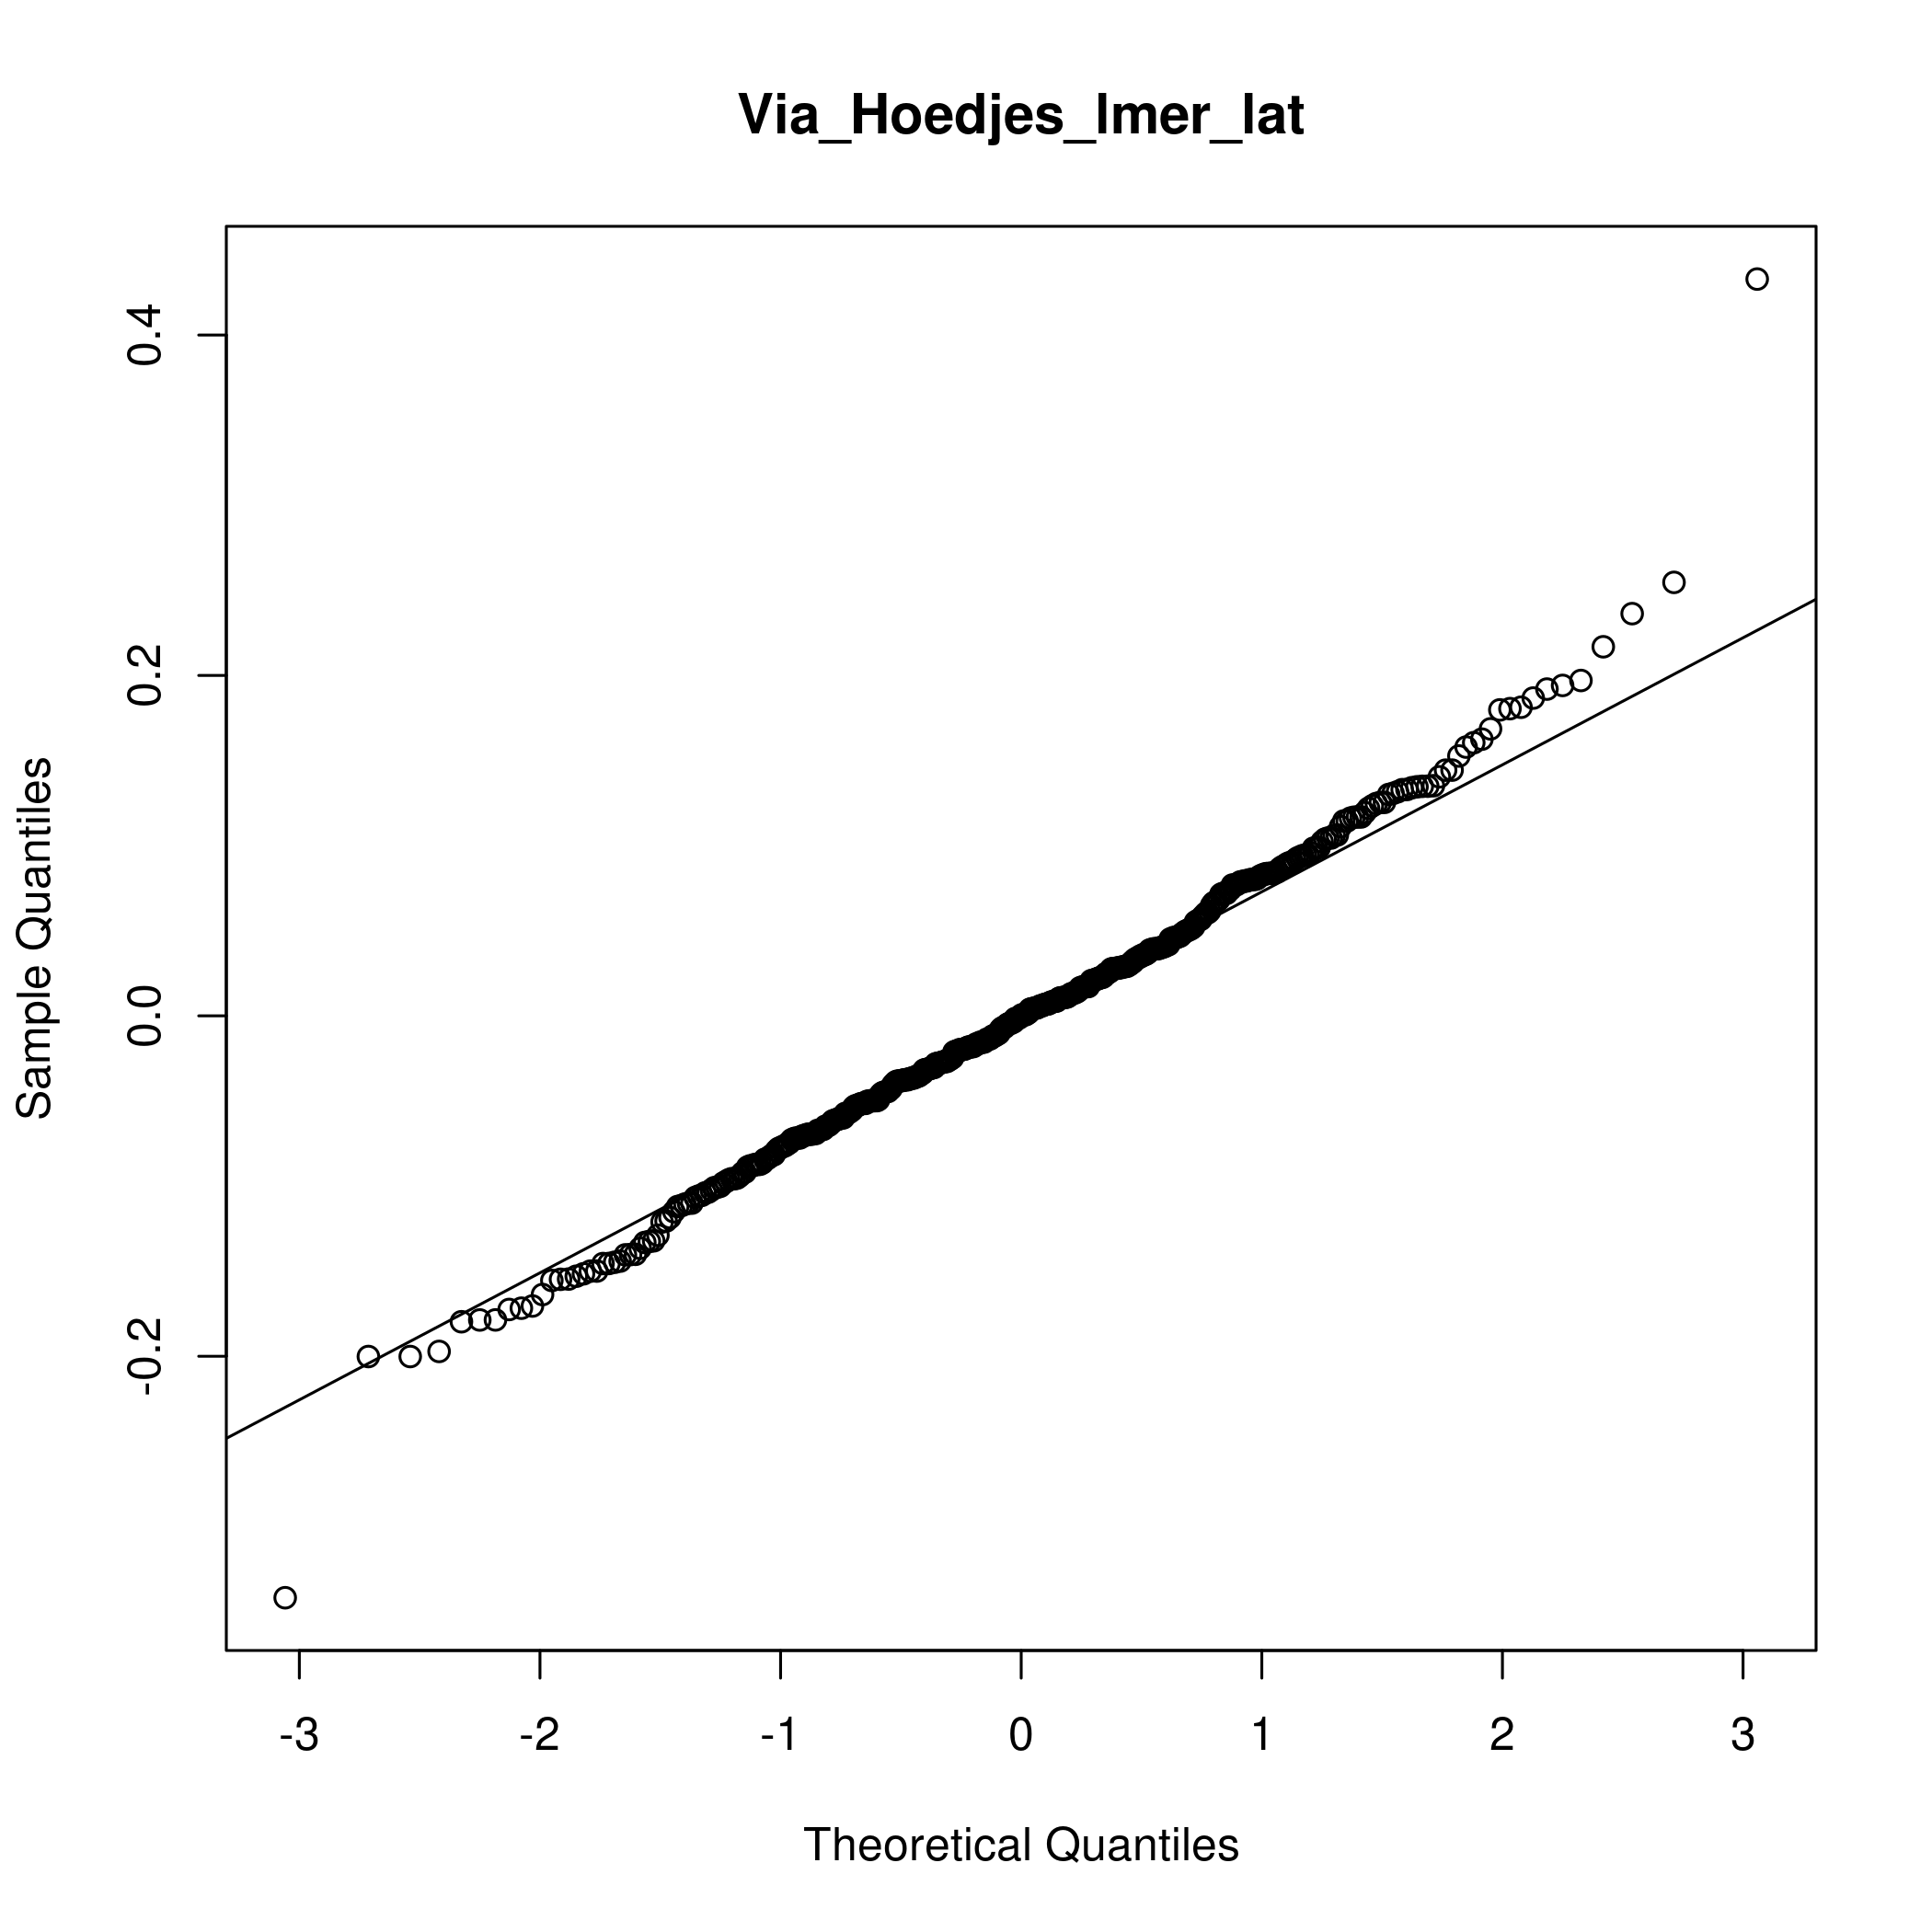 Via_Hoedjes_lmer_lat
0.4
0.2
0.0
-0.2
Sample Quantiles
-3 -2 -1 0 1 2 3
Theoretical Quantiles